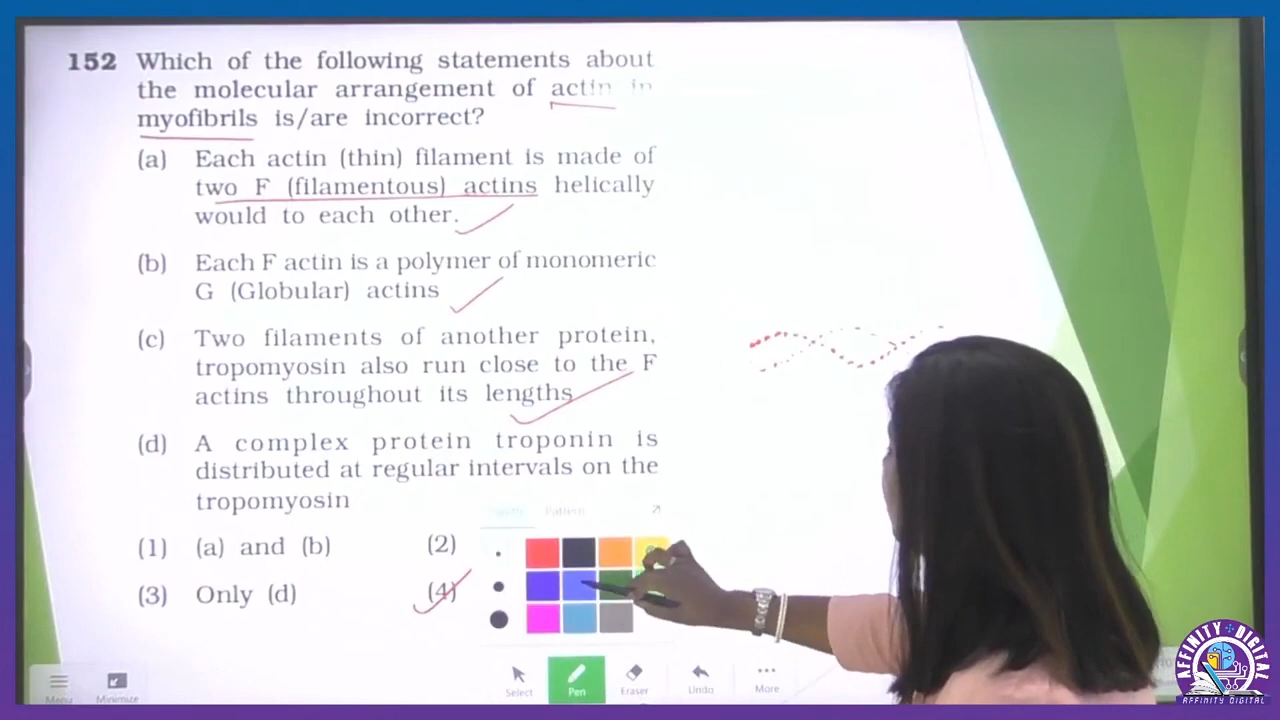 152 Which of the following statements about
the molecular arrangement of actin in
myofibrils is/are incorrect?
(a) Each actin (thin) filament is made of
two F (filamentous) actins helically
would to each other.
(b) Each F actin is a polymer of monomeric
G (Globular) actins
(c) Two filaments of another protein,
tropomyosin also run close to the F
actins throughout its lengths
(d) A complex protein troponin is
distributed at regular intervals on the
tropomyosin
Pattern
(1) (a) and (b) (2)
(3) Only (d) (4)
Menu Minimize Select Pen Eraser Undo More
AFFINITY DIGITAL
AFFINITY DIGITAL